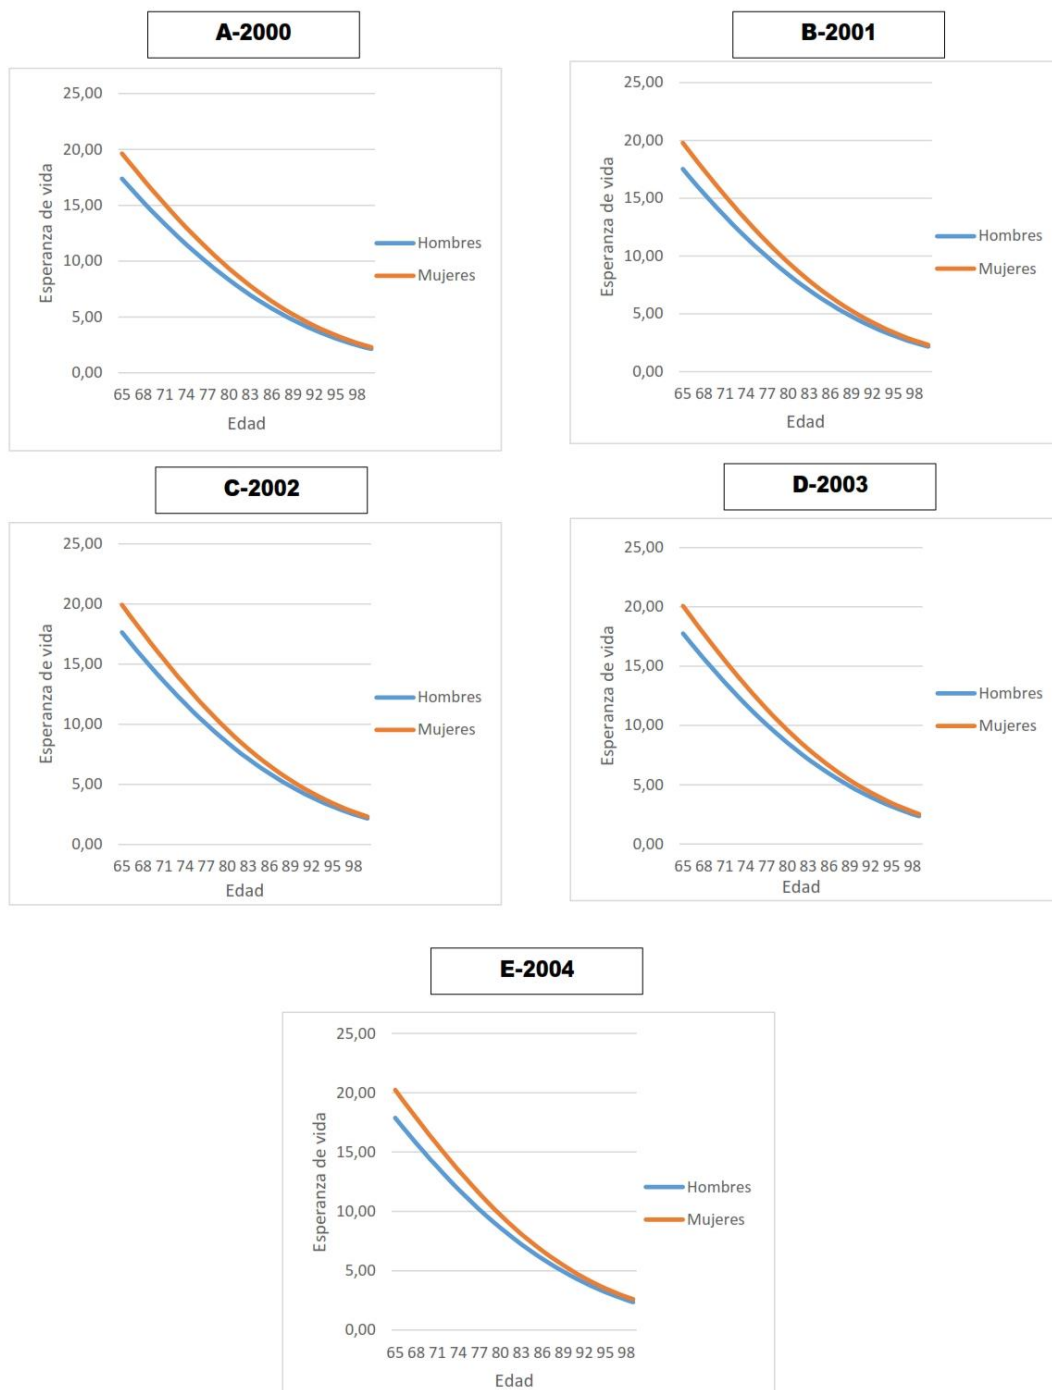 A-2000
25,00
20,00
15,00
10,00
5,00
0,00
Esperanza de vida
65 68 71 74 77 80 83 86 89 92 95 98
Edad
Hombres
Mujeres
B-2001
25,00
20,00
15,00
10,00
5,00
0,00
Esperanza de vida
65 68 71 74 77 80 83 86 89 92 95 98
Edad
Hombres
Mujeres
C-2002
25,00
20,00
15,00
10,00
5,00
0,00
Esperanza de vida
65 68 71 74 77 80 83 86 89 92 95 98
Edad
Hombres
Mujeres
D-2003
25,00
20,00
15,00
10,00
5,00
0,00
Esperanza de vida
65 68 71 74 77 80 83 86 89 92 95 98
Edad
Hombres
Mujeres
E-2004
25,00
20,00
15,00
10,00
5,00
0,00
Esperanza de vida
65 68 71 74 77 80 83 86 89 92 95 98
Edad
Hombres
Mujeres